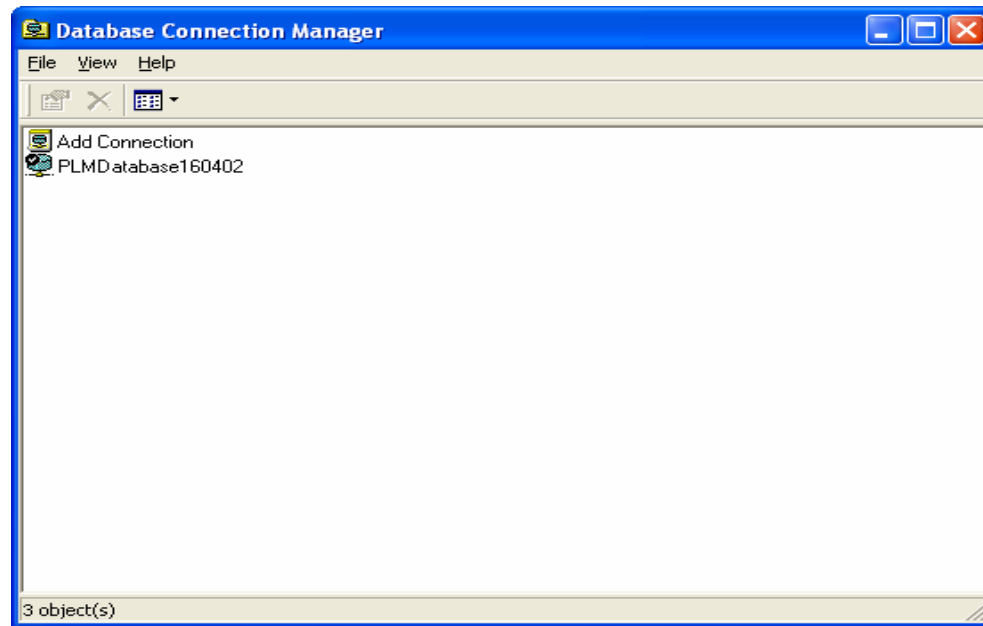 Database Connection Manager
File View Help
Add Connection
PLMDatabase160402
3 object(s)